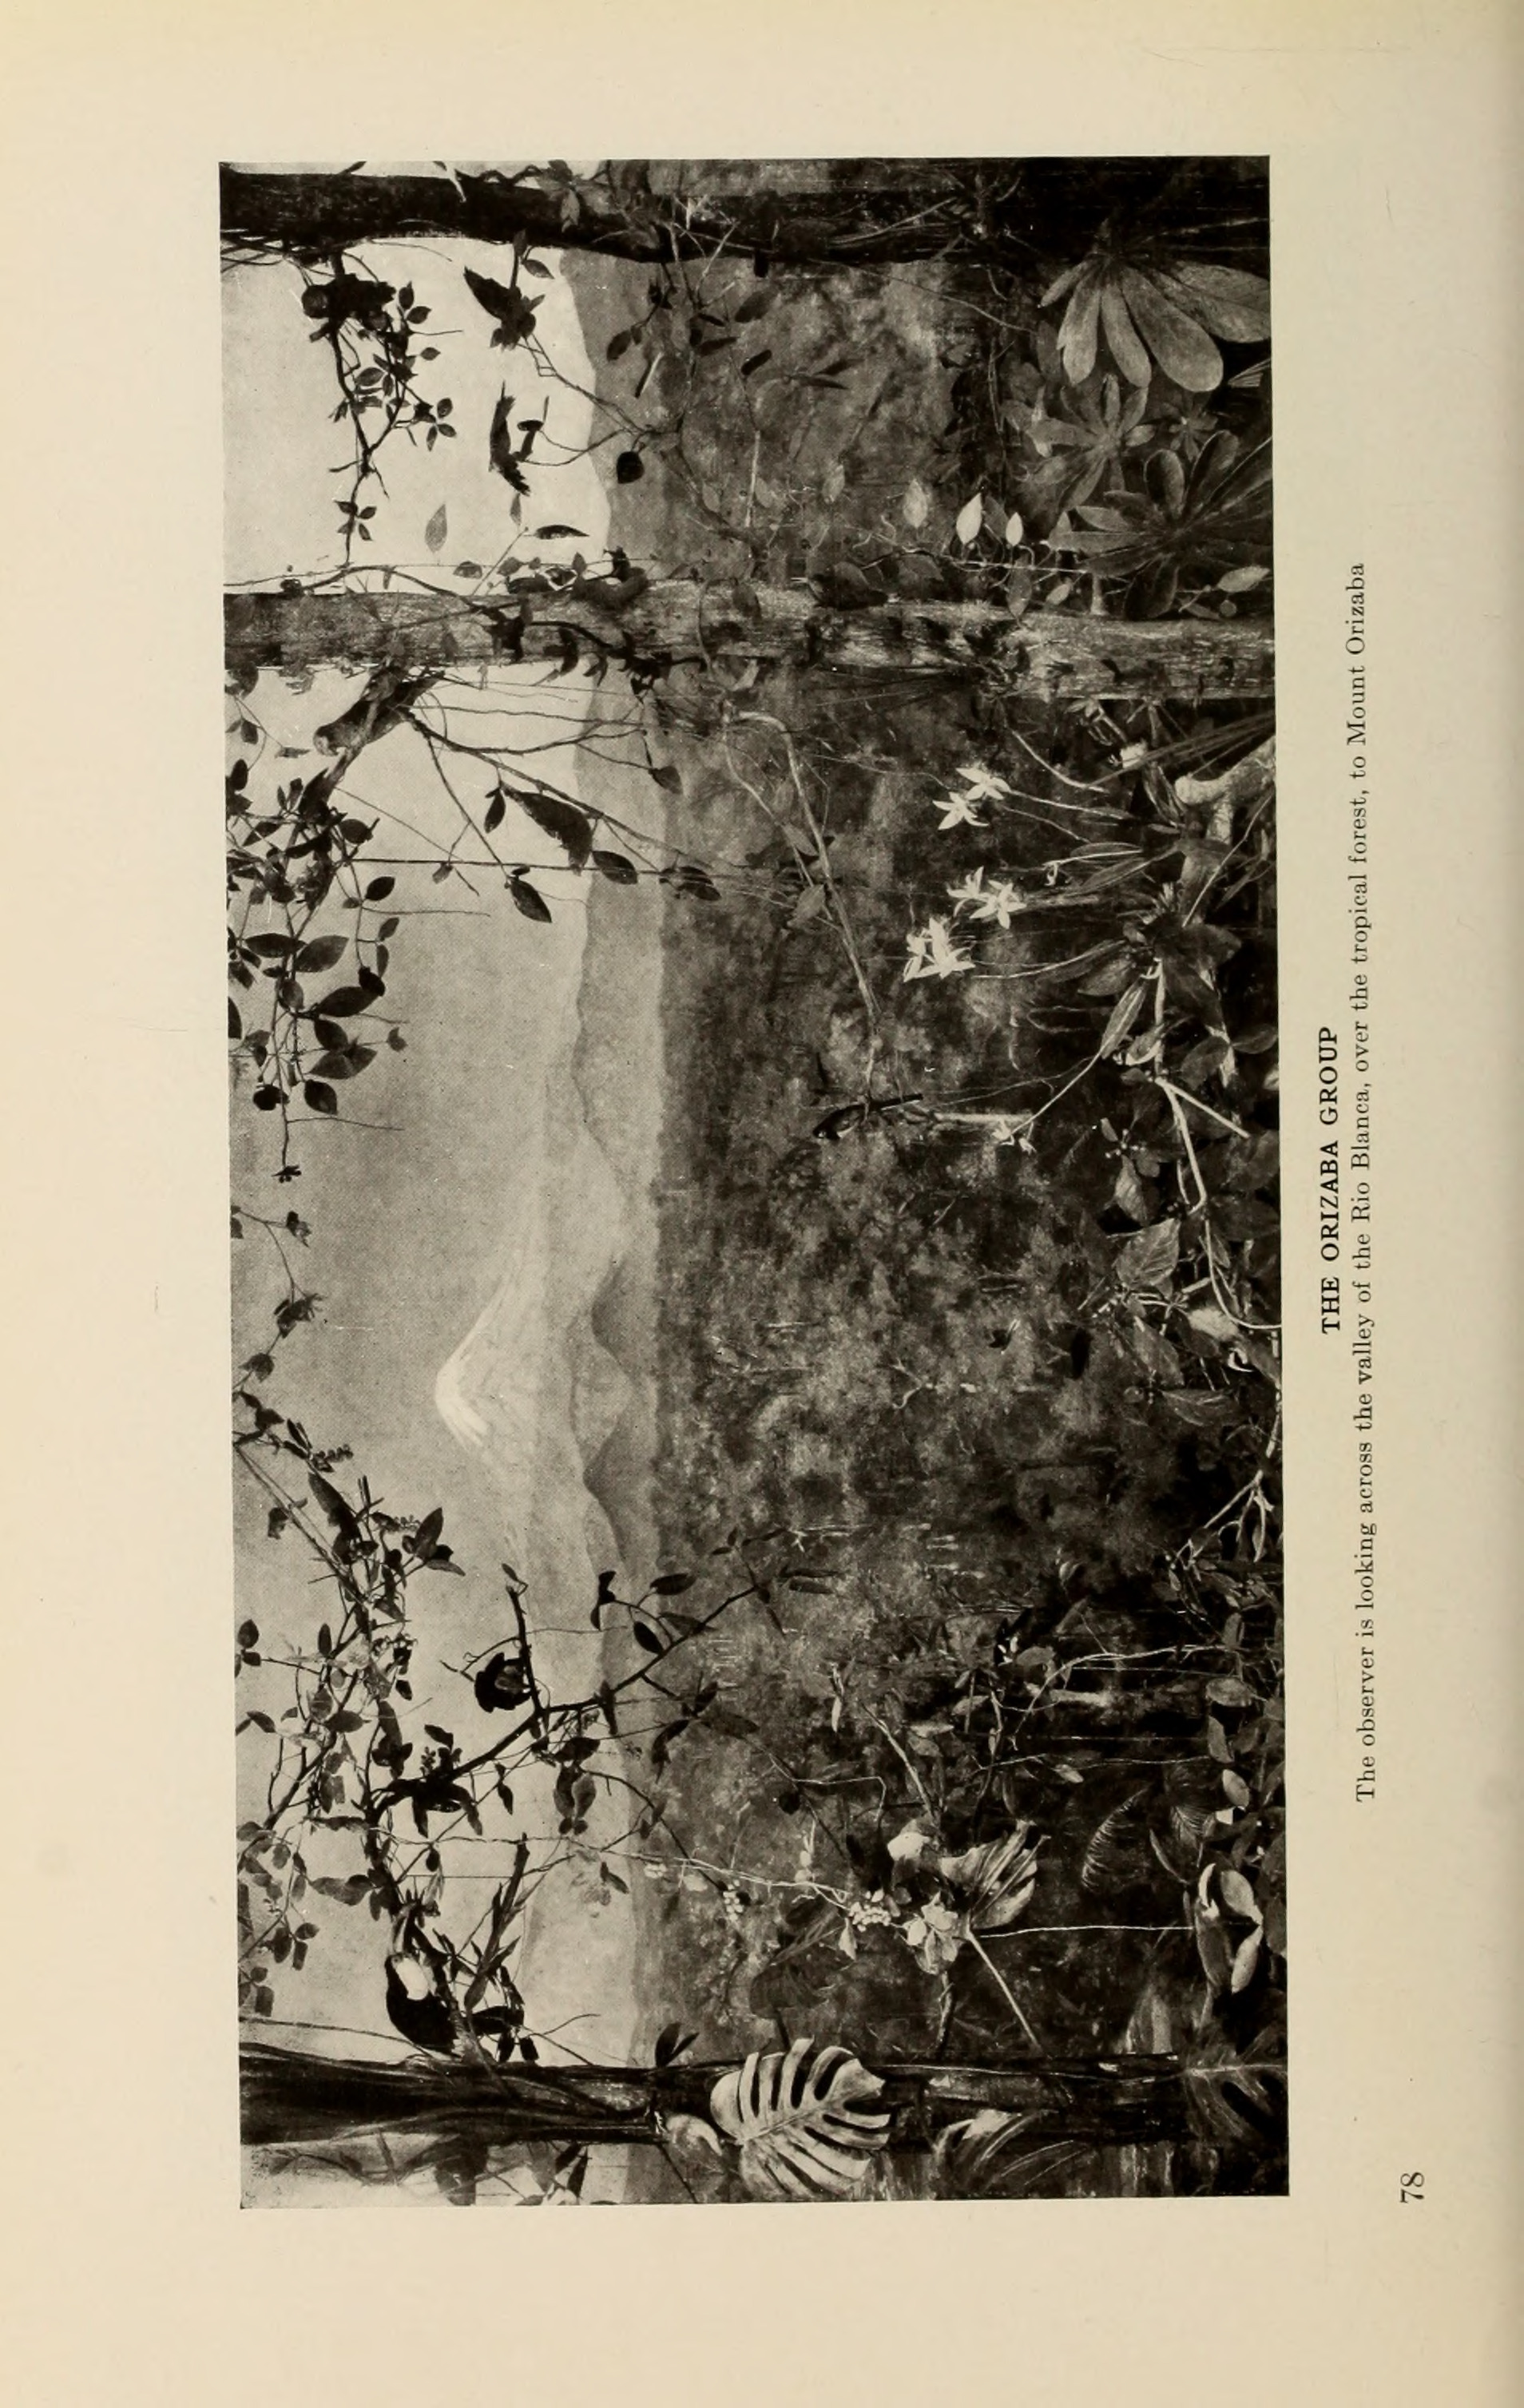 THE ORIZABA GROUP
The observer is looking across the valley of the Rio Blanca, over the tropical forest, to Mount Orizaba
78